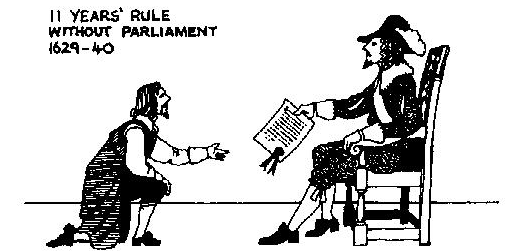 11 YEARS' RULE
WITHOUT PARLIAMENT
1629-40